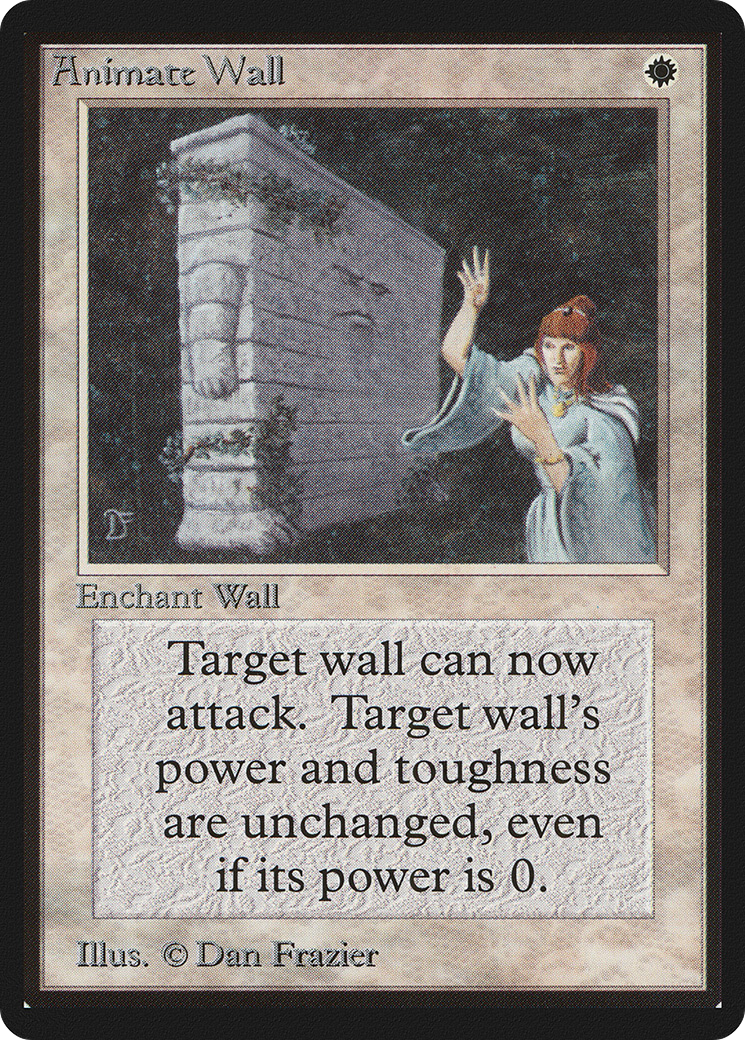 Animate Wall
DF
Enchant Wall
Target wall can now
attack. Target wall's
power and toughness
are unchanged, even
if its power is 0.
Illus. © Dan Frazier